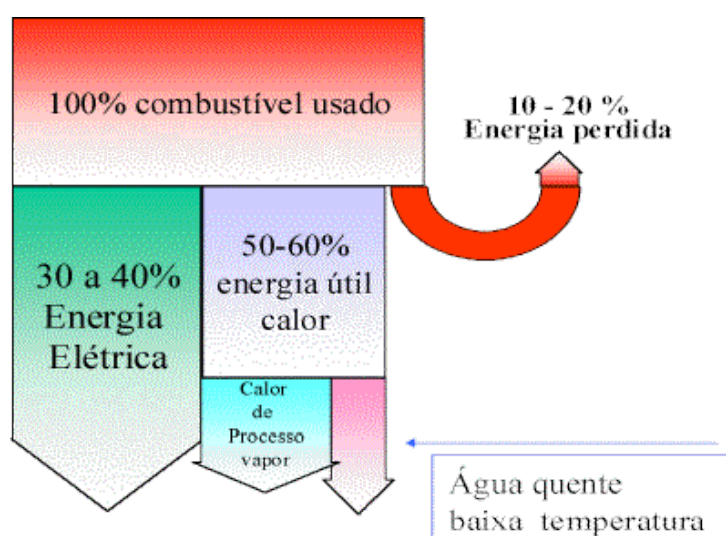 100% combustível usado
10 - 20 %
Energia perdida
30 a 40%
Energia
Elétrica
50-60%
energia útil
calor
Calor
de
Processo
vapor
Água quente
baixa temperatura